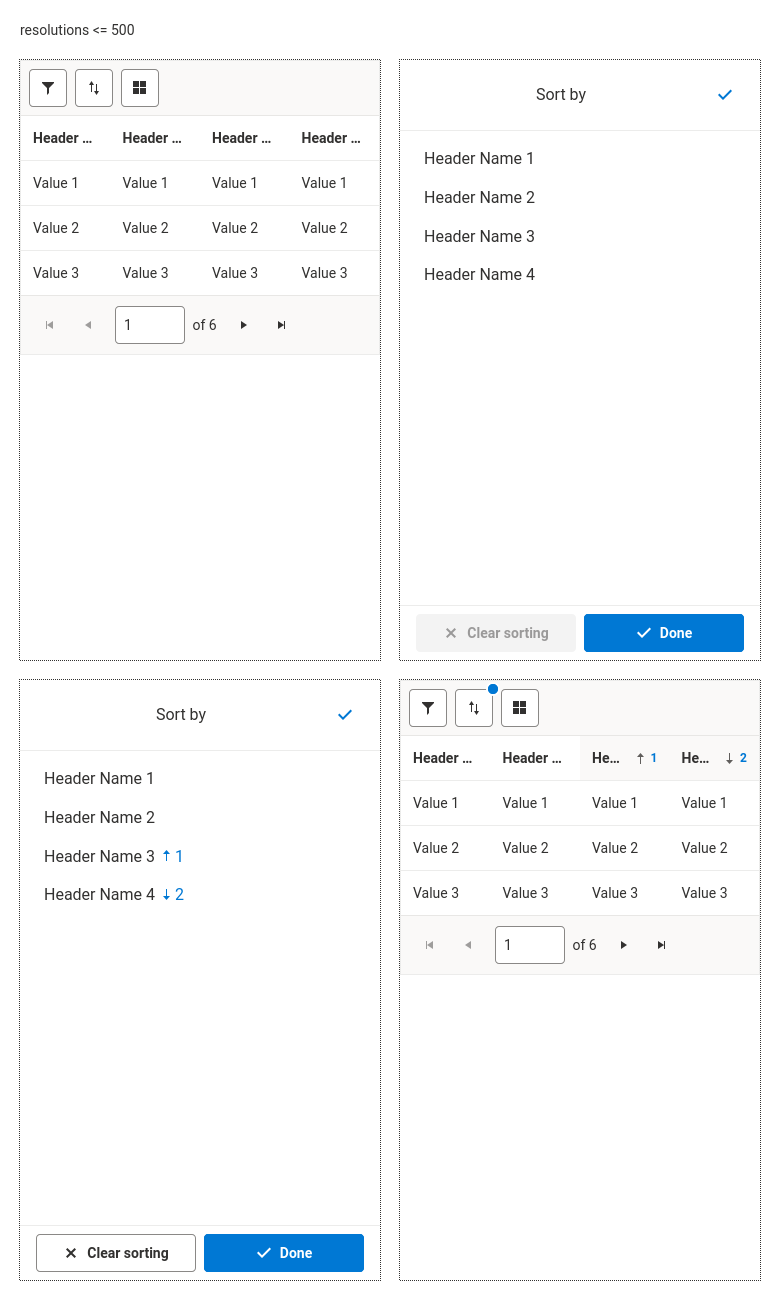 resolutions <= 500
Header ... Header ... Header ... Header ...
Value 1 Value 1 Value 1 Value 1
Value 2 Value 2 Value 2 Value 2
Value 3 Value 3 Value 3 Value 3
1 of 6
Sort by
Header Name 1
Header Name 2
Header Name 3
Header Name 4
Clear sorting Done
Sort by
Header Name 1
Header Name 2
Header Name 3 ↑ 1
Header Name 4 ↓ 2
Clear sorting Done
Header ... Header ... He... ↑ 1 He... ↓ 2
Value 1 Value 1 Value 1 Value 1
Value 2 Value 2 Value 2 Value 2
Value 3 Value 3 Value 3 Value 3
1 of 6